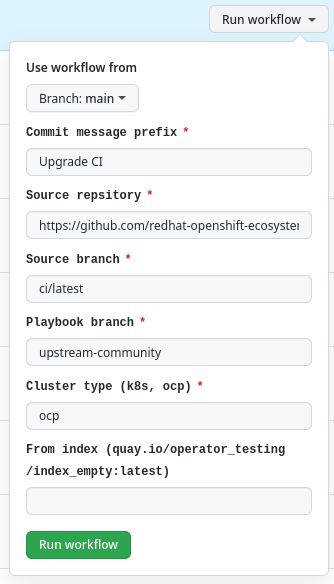 Run workflow
Use workflow from
Branch: main
Commit message prefix *
Upgrade CI
Source repsitory *
https://github.com/redhat-openshift-ecosyster
Source branch *
ci/latest
Playbook branch *
upstream-community
Cluster type (k8s, ocp) *
ocp
From index (quay.io/operator_testing
/index_empty:latest)
Run workflow